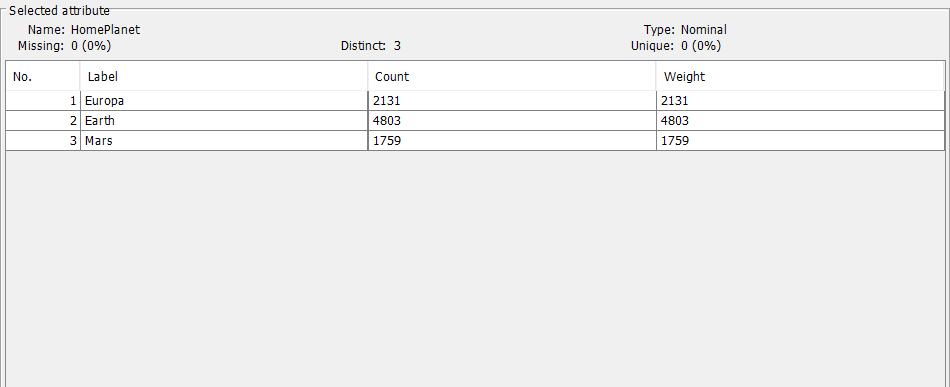 Selected attribute
Name: HomePlanet Type: Nominal
Missing: 0 (0%) Distinct: 3 Unique: 0 (0%)
No. Label Count Weight
1 Europa 2131 2131
2 Earth 4803 4803
3 Mars 1759 1759